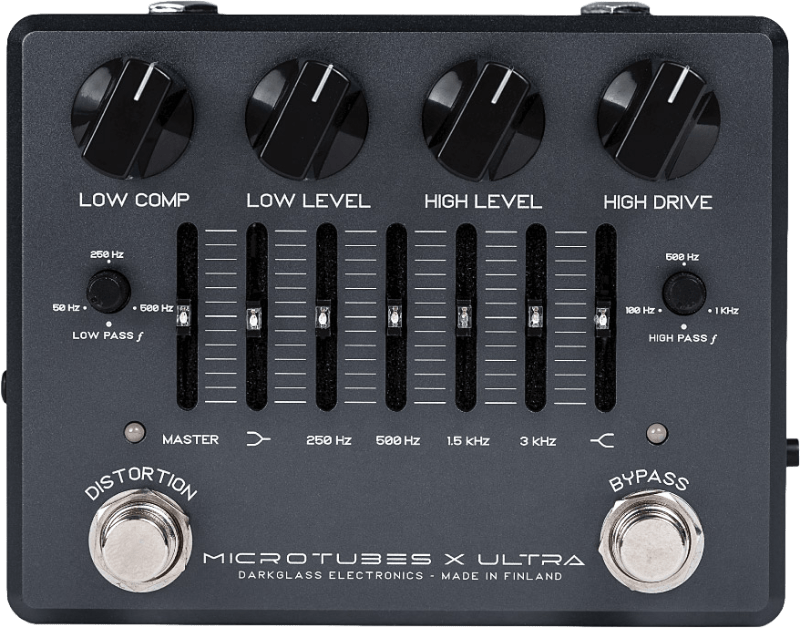 LOW COMP
LOW LEVEL
HIGH LEVEL
HIGH DRIVE
250 Hz
50 Hz
500 Hz
LOW PASS f
500 Hz
100 Hz
1 KHz
HIGH PASS f
MASTER
250 Hz
500 Hz
1.5 KHz
3 KHz
DISTORTION
BYPASS
MICROTUBES X ULTRA
DARKGLASS ELECTRONICS - MADE IN FINLAND